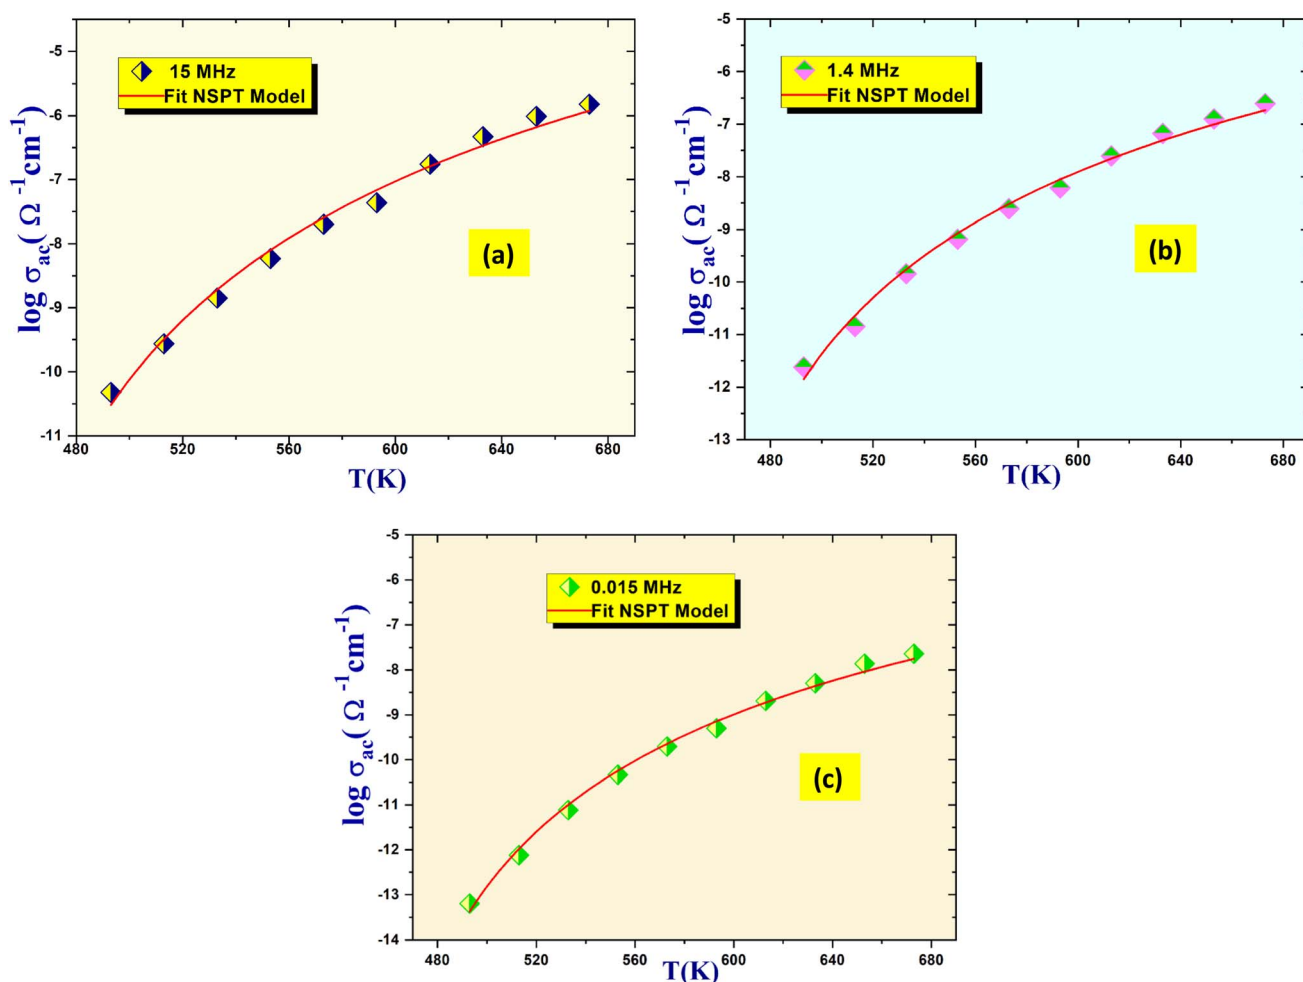 15 MHz
Fit NSPT Model
log σac( Ω -1cm-1)
-5
-6
-7
-8
-9
-10
-11
(a)
480
520
560
600
640
680
T(K)
1.4 MHz
Fit NSPT Model
log σac( Ω -1cm-1)
-5
-6
-7
-8
-9
-10
-11
-12
-13
(b)
480
520
560
600
640
680
T(K)
0.015 MHz
Fit NSPT Model
log σac( Ω -1cm-1)
-5
-6
-7
-8
-9
-10
-11
-12
-13
-14
(c)
480
520
560
600
640
680
T(K)